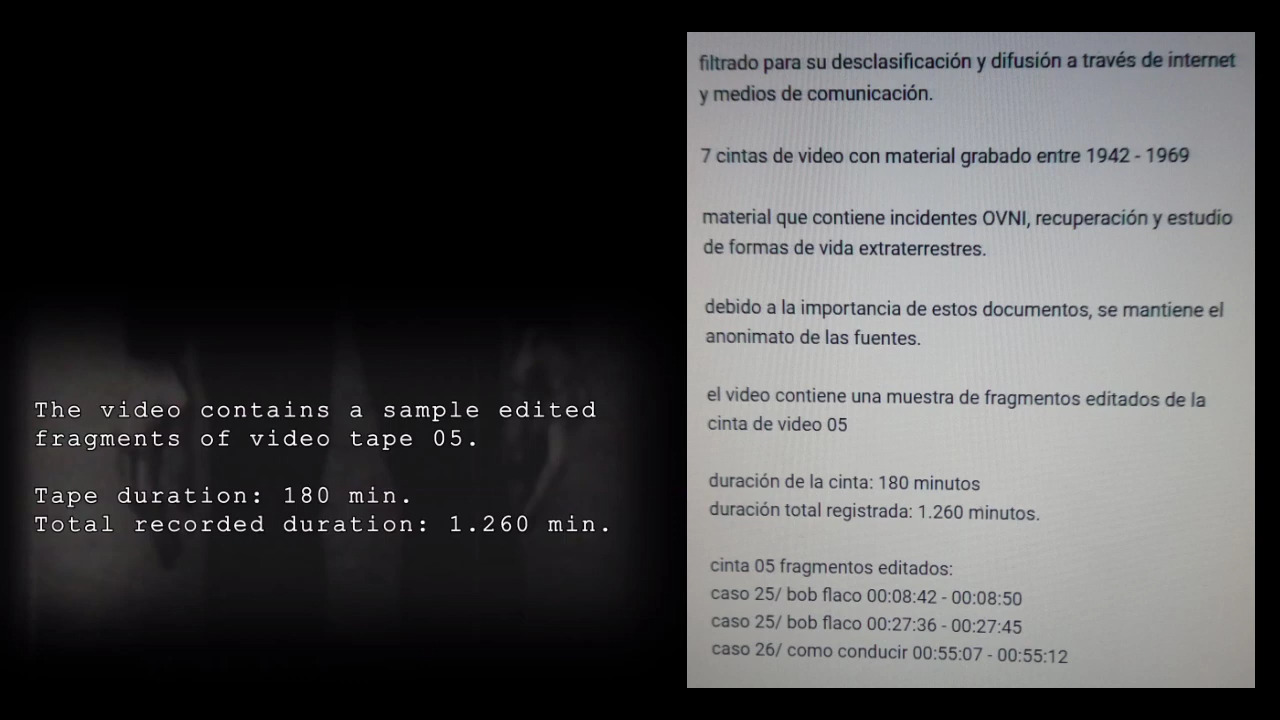 The video contains a sample edited
fragments of video tape 05.
Tape duration: 180 min.
Total recorded duration: 1.260 min.
filtrado para su desclasificación y difusión a través de internet
y medios de comunicación.
7 cintas de video con material grabado entre 1942 - 1969
material que contiene incidentes OVNI, recuperación y estudio
de formas de vida extraterrestres.
debido a la importancia de estos documentos, se mantiene el
anonimato de las fuentes.
el video contiene una muestra de fragmentos editados de la
cinta de video 05
duración de la cinta: 180 minutos
duración total registrada: 1.260 minutos.
cinta 05 fragmentos editados:
caso 25/ bob flaco 00:08:42 - 00:08:50
caso 25/ bob flaco 00:27:36 - 00:27:45
caso 26/ como conducir 00:55:07 - 00:55:12